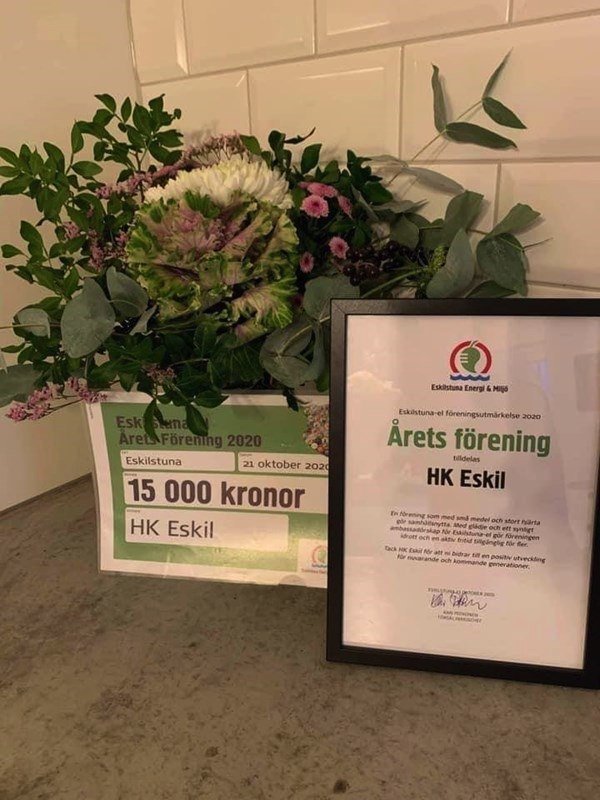 Eskilstuna
Årets Förening 2020
Eskilstuna
21 oktober 2020
15 000 kronor
HK Eskil
Eskilstuna Energi & Miljö
Eskilstuna-el föreningsutmärkelse 2020
Årets förening
tilldelas
HK Eskil
En förening som med små medel och stort hjärta
gör samhällsnytta. Med glädje och ett synligt
ambassadörskap för Eskilstuna-el gör föreningen
idrott och en aktiv fritid tillgänglig för fler.
Tack HK Eskil för att ni bidrar till en positiv utveckling
för nuvarande och kommande generationer.
ESKILSTUNA OKTOBER 2020